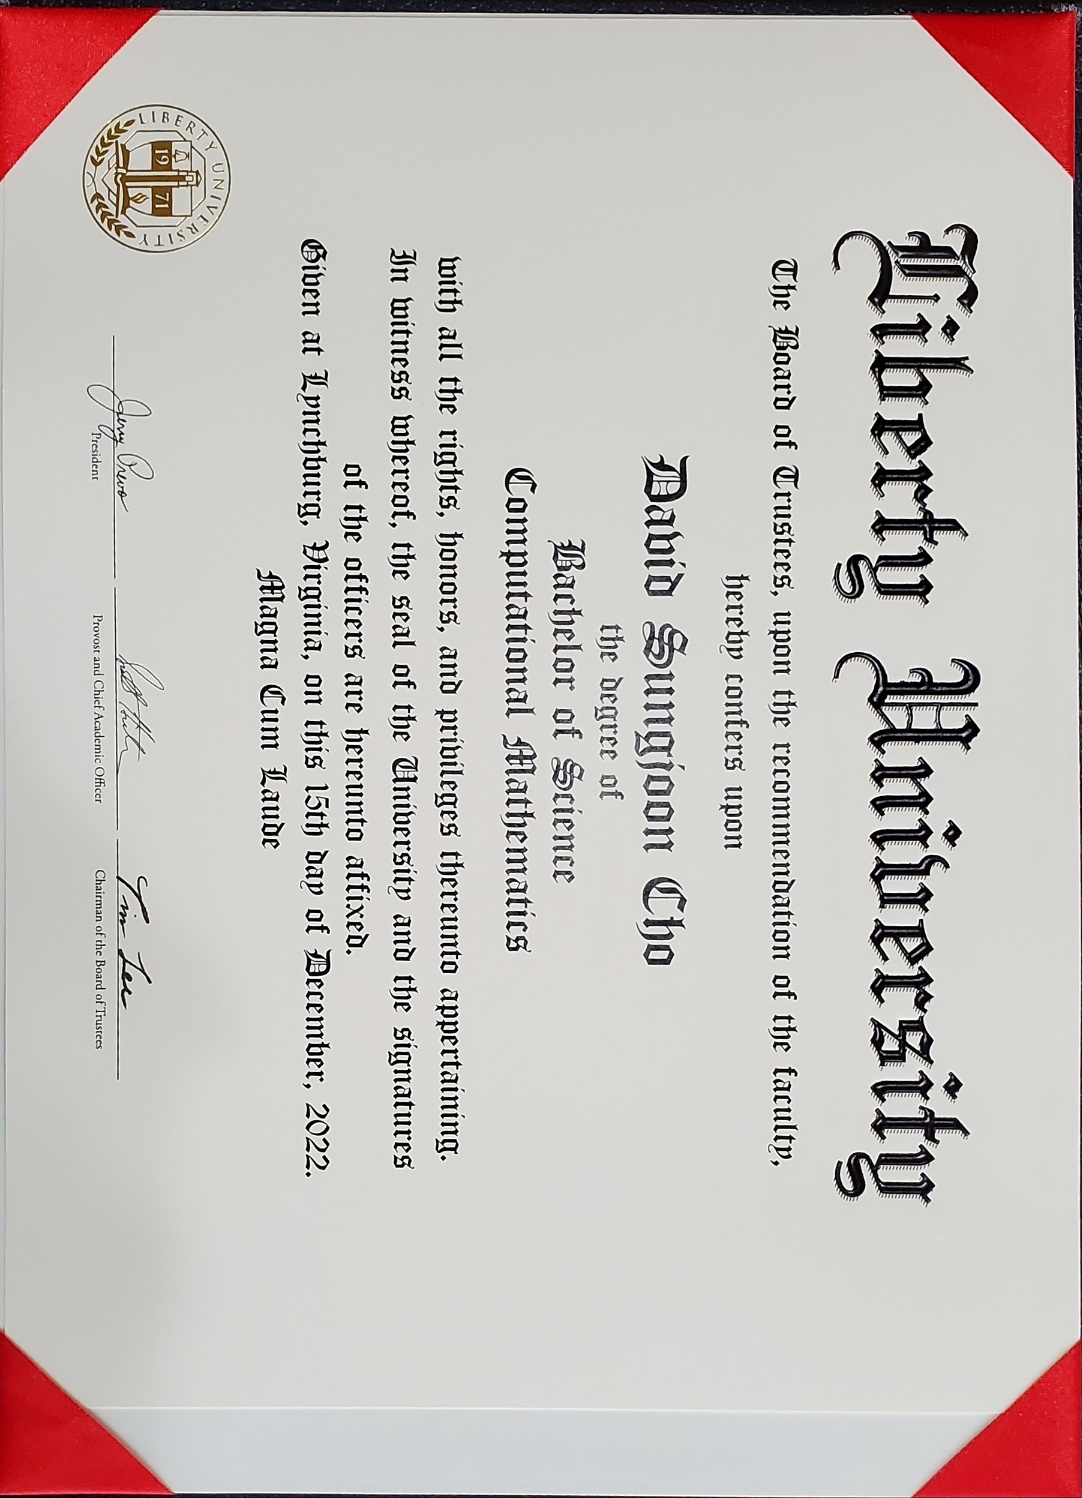 Liberty University
The Board of Trustees, upon the recommendation of the faculty,
hereby confers upon
David Sungjoon Cho
the degree of
Bachelor of Science
Computational Mathematics
with all the rights, honors, and privileges thereunto appertaining.
In witness whereof, the seal of the University and the signatures
of the officers are hereunto affixed.
Given at Lynchburg, Virginia, on this 15th day of December, 2022.
Magna Cum Laude
LIBERTY UNIVERSITY
19 71
Jerry Prevo
Tim Lee
President
Provost and Chief Academic Officer
Chairman of the Board of Trustees